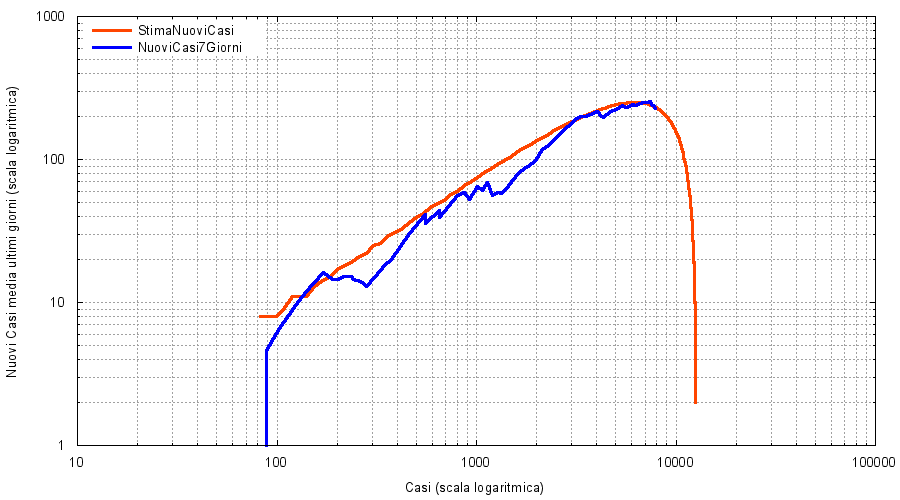 1000
StimaNuoviCasi
NuoviCasi7Giorni
100
10
1
Nuovi Casi media ultimi giorni (scala logaritmica)
10
100
1000
10000
100000
Casi (scala logaritmica)